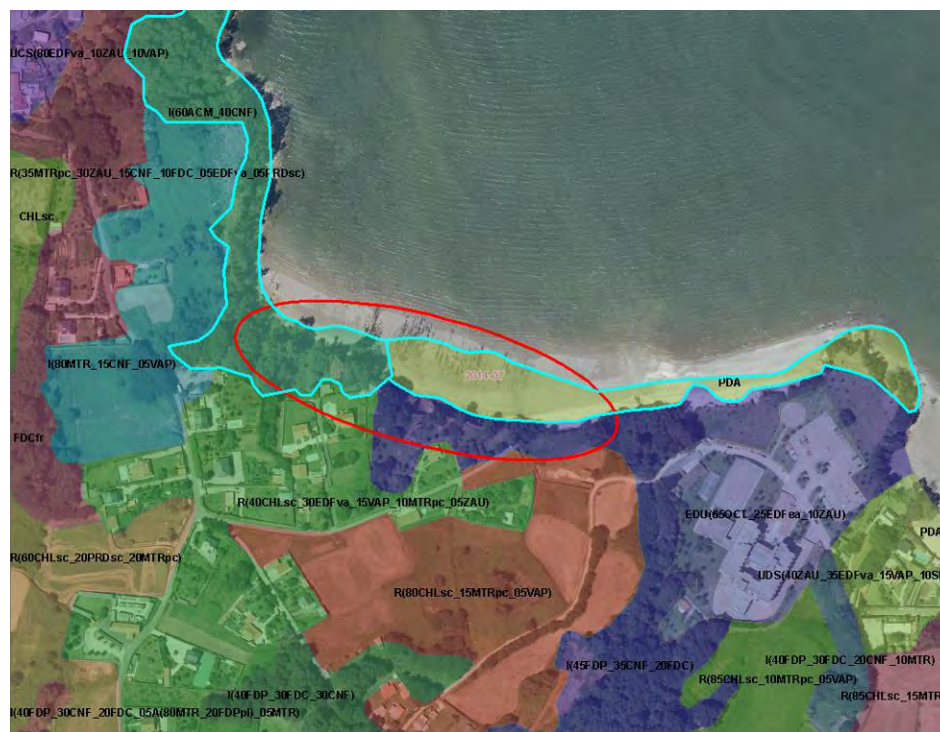 UCS(80EDFva_10ZAU_10VAP)
I(60ACM_40CNF)
R(35MTRpc_30ZAU_15CNF_10FDC_05EDFva_05PRDsc)
CHLsc
I(80MTR_15CNF_05VAP)
2014-07
PDA
FDCfr
R(40CHLsc_30EDFva_15VAP_10MTRpc_05ZAU)
EDU(65OCT_25EDFea_10ZAU)
PDA
R(60CHLsc_20PRDsc_20MTRpc)
UDS(40ZAU_35EDFva_15VAP_10S
R(80CHLsc_15MTRpc_05VAP)
I(45FDP_35CNF_20FDC)
I(40FDP_30FDC_20CNF_10MTR)
R(85CHLsc_10MTRpc_05VAP)
I(40FDP_30FDC_30CNF)
R(85CHLsc_15MTR
I(40FDP_30CNF_20FDC_05A(80MTR_20FDPpl)_05MTR)